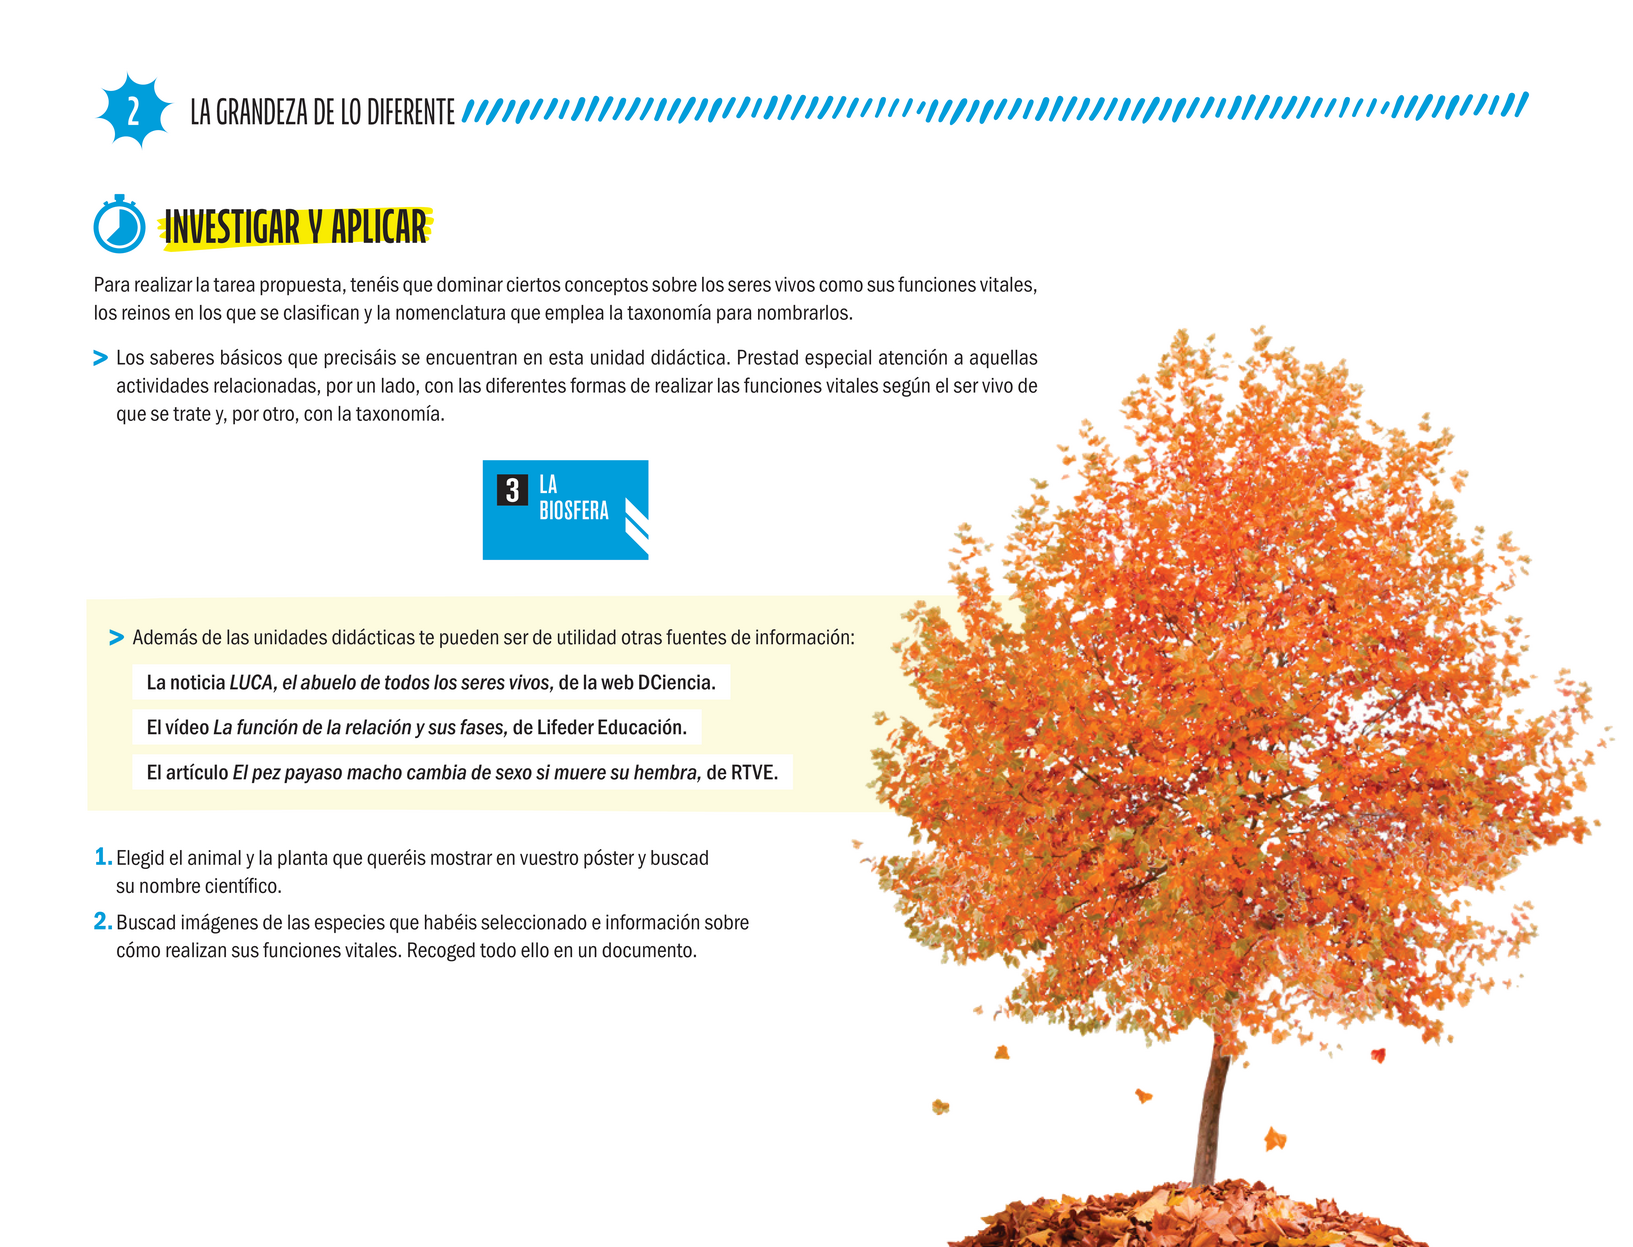 2
LA GRANDEZA DE LO DIFERENTE
INVESTIGAR Y APLICAR
Para realizar la tarea propuesta, tenéis que dominar ciertos conceptos sobre los seres vivos como sus funciones vitales,
los reinos en los que se clasifican y la nomenclatura que emplea la taxonomía para nombrarlos.
> Los saberes básicos que precisáis se encuentran en esta unidad didáctica. Prestad especial atención a aquellas
actividades relacionadas, por un lado, con las diferentes formas de realizar las funciones vitales según el ser vivo de
que se trate y, por otro, con la taxonomía.
3 LA
BIOSFERA
> Además de las unidades didácticas te pueden ser de utilidad otras fuentes de información:
La noticia LUCA, el abuelo de todos los seres vivos, de la web DCiencia.
El vídeo La función de la relación y sus fases, de Lifeder Educación.
El artículo El pez payaso macho cambia de sexo si muere su hembra, de RTVE.
1. Elegid el animal y la planta que queréis mostrar en vuestro póster y buscad
su nombre científico.
2. Buscad imágenes de las especies que habéis seleccionado e información sobre
cómo realizan sus funciones vitales. Recoged todo ello en un documento.